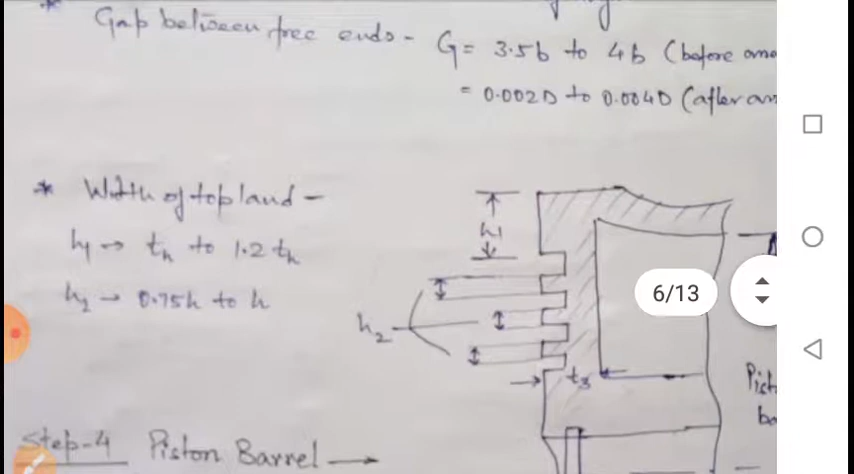 * Gap between free ends - G = 3.5b to 4b (before
= 0.002D to 0.004D (after
* Width of top land -
h1 → th to 1.2 th
h2 → 0.75h to h
h1
h2
t3
6/13
Step-4 Piston Barrel →